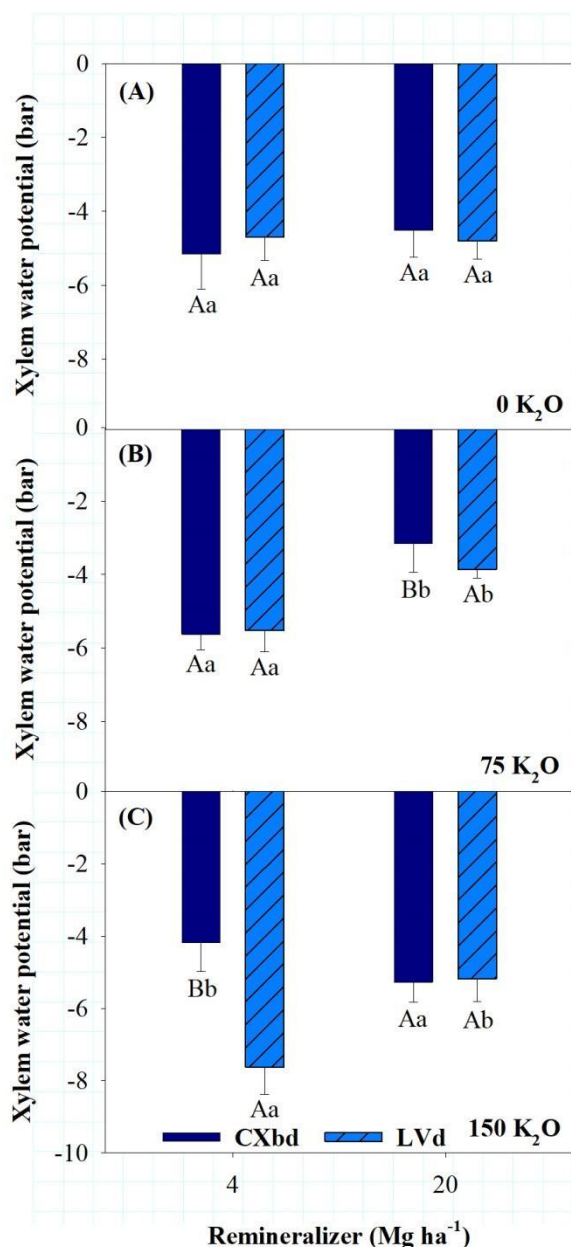 0
-2
-4
-6
-8
Xylem water potential (bar)
(A)
Aa
Aa
Aa
Aa
0 K₂O
0
-2
-4
-6
-8
Xylem water potential (bar)
(B)
Aa
Aa
Bb
Ab
75 K₂O
0
-2
-4
-6
-8
-10
Xylem water potential (bar)
(C)
Bb
Aa
Aa
Ab
CXbd LVd 150 K₂O
4 20
Remineralizer (Mg ha⁻¹)